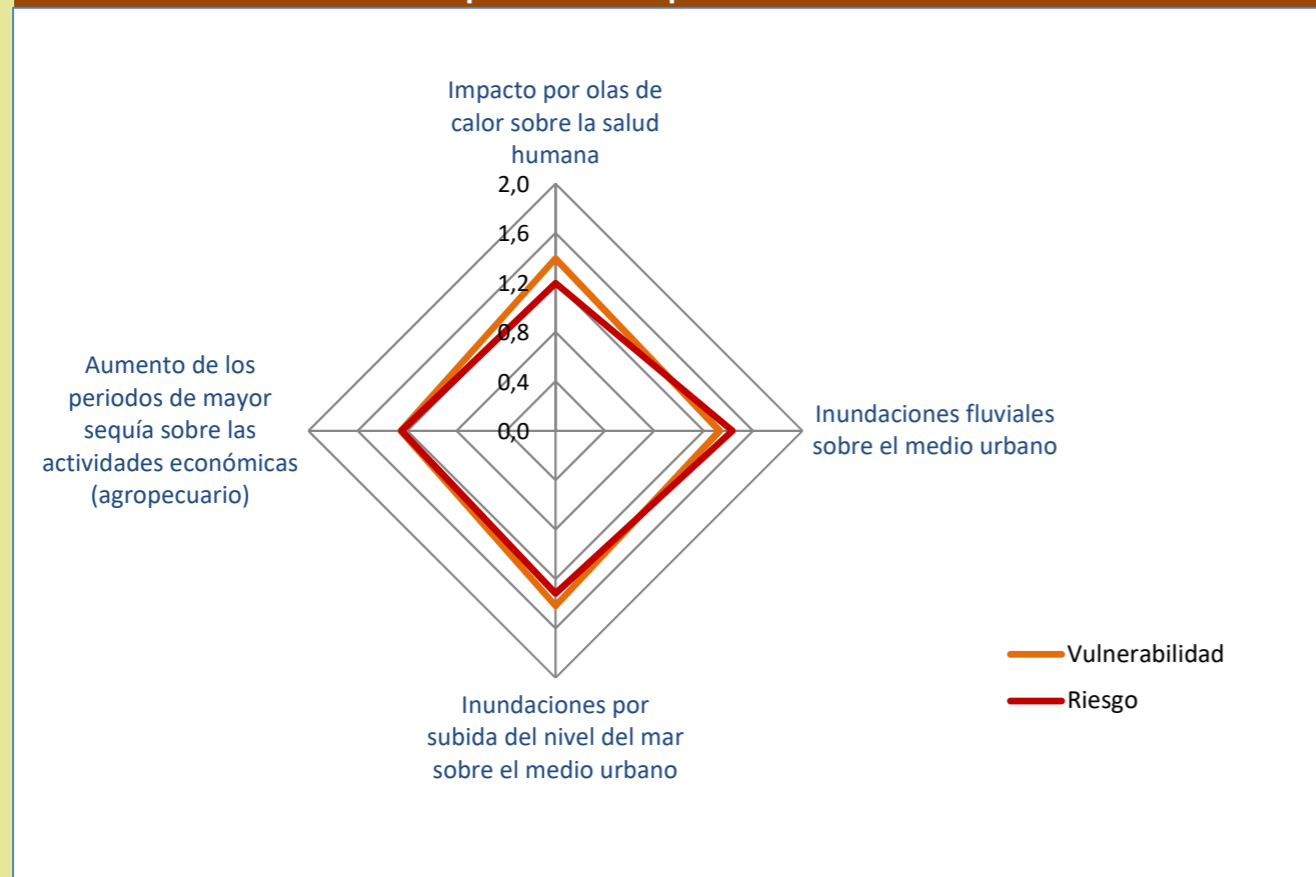 Impacto por olas de
calor sobre la salud
humana
2,0
1,6
1,2
0,8
0,4
0,0
Aumento de los
periodos de mayor
sequía sobre las
actividades económicas
(agropecuario)
Inundaciones fluviales
sobre el medio urbano
Inundaciones por
subida del nivel del mar
sobre el medio urbano
Vulnerabilidad
Riesgo